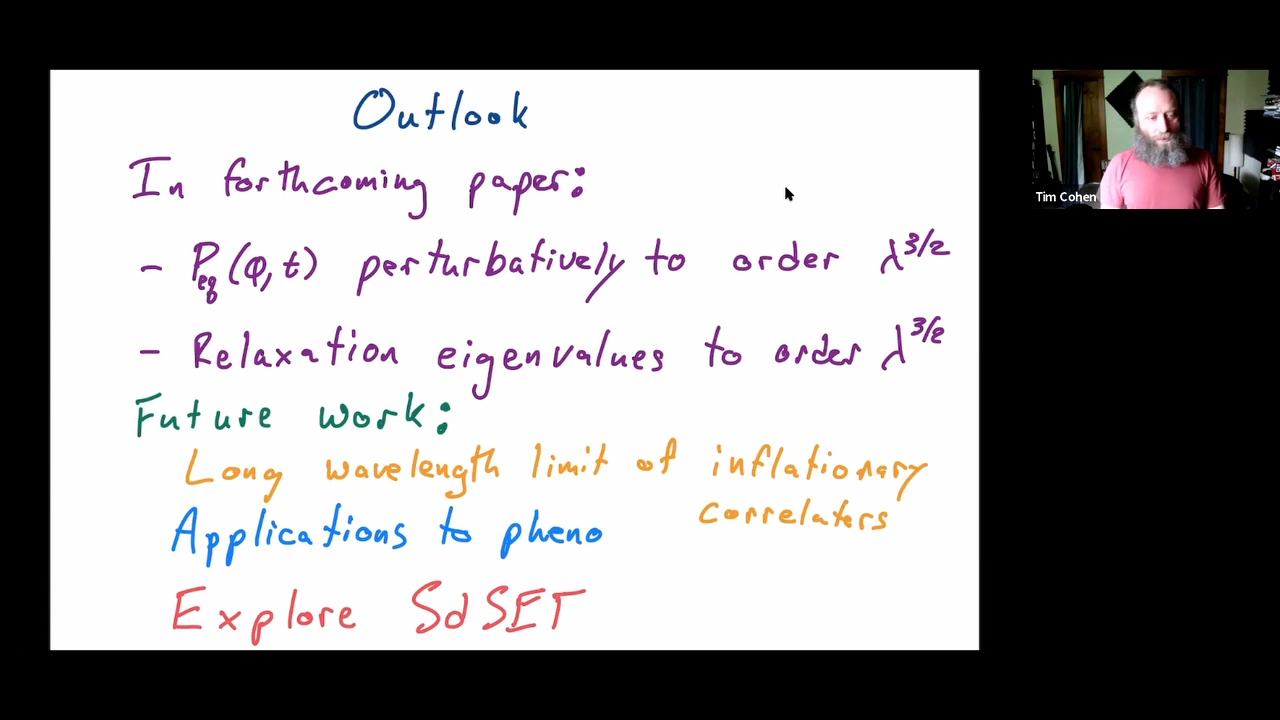 Outlook
In forthcoming paper:
- P_eq(φ,t) perturbatively to order λ^3/2
- Relaxation eigenvalues to order λ^3/2
Future work:
Long wavelength limit of inflationary
correlators
Applications to pheno
Explore SdSET
Tim Cohen